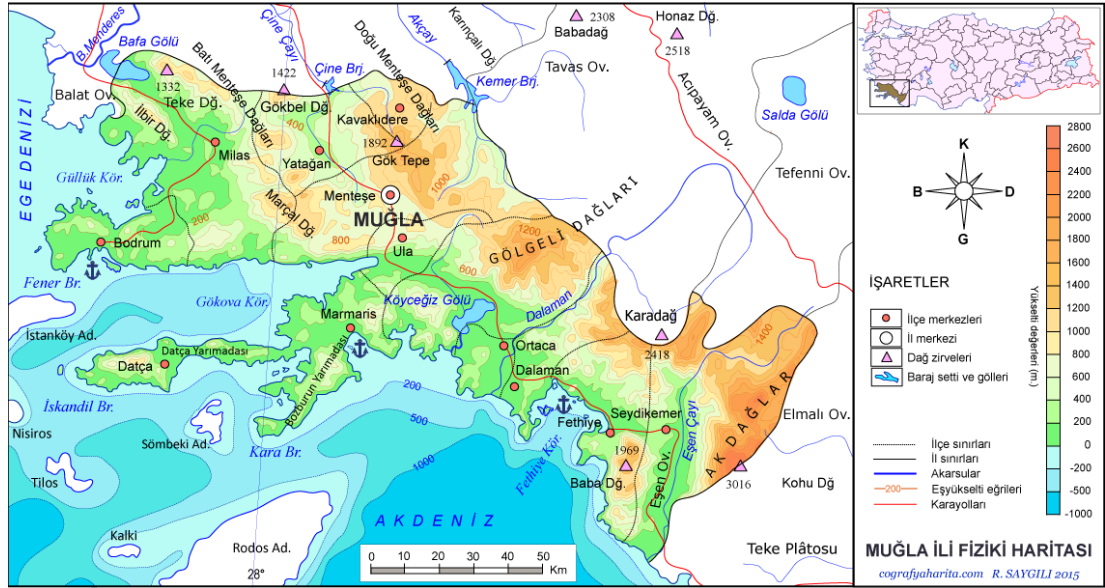 2308
Babadağ
Honaz Dğ.
2518
B.Menderes
Bafa Gölü
Çine Çayı
Akçay
Karıncalı Dğ.
Tavas Ov.
Acıpayam Ov.
Salda Gölü
Tefenni Ov.
Balat Ov.
1332
Teke Dğ.
Batı Menteşe Dağları
1422
Gökbel Dğ.
Çine Brj.
Doğu Menteşe Dağları
Kemer Brj.
İlbir Dğ.
400
Kavaklıdere
1892
Gök Tepe
1000
EGE DENİZİ
Milas
Yatağan
Güllük Kör.
Menteşe
MUĞLA
Marçal Dğ.
200
800
Ula
600
1200
GÖLGELİ DAĞLARI
Bodrum
Fener Br.
Gökova Kör.
Köyceğiz Gölü
Dalaman
Karadağ
2418
1400
İstanköy Ad.
Marmaris
Datça Yarımadası
Datça
Bozburun Yarımadası
Ortaca
Dalaman
0
200
500
1000
İskandil Br.
Nisiros
Sömbeki Ad.
Kara Br.
Tilos
Fethiye
Fethiye Kör.
Seydikemer
Eşen Çayı
AK DAĞLAR
Elmalı Ov.
1969
Baba Dğ.
Eşen Ov.
3016
Kohu Dğ
AKDENİZ
Kalki
Rodos Ad.
28°
0 10 20 30 40 50
Km
Teke Plâtosu
K
B
D
G
2800
2600
2400
2200
2000
1800
1600
1400
1200
1000
800
600
400
200
0
-200
-500
-1000
Yükselti değerleri (m.)
İŞARETLER
İlçe merkezleri
İl merkezi
Dağ zirveleri
Baraj setti ve gölleri
İlçe sınırları
İl sınırları
Akarsular
200
Eşyükselti eğrileri
Karayolları
MUĞLA İLİ FİZİKİ HARİTASI
cografyaharita.com R. SAYGILI 2015